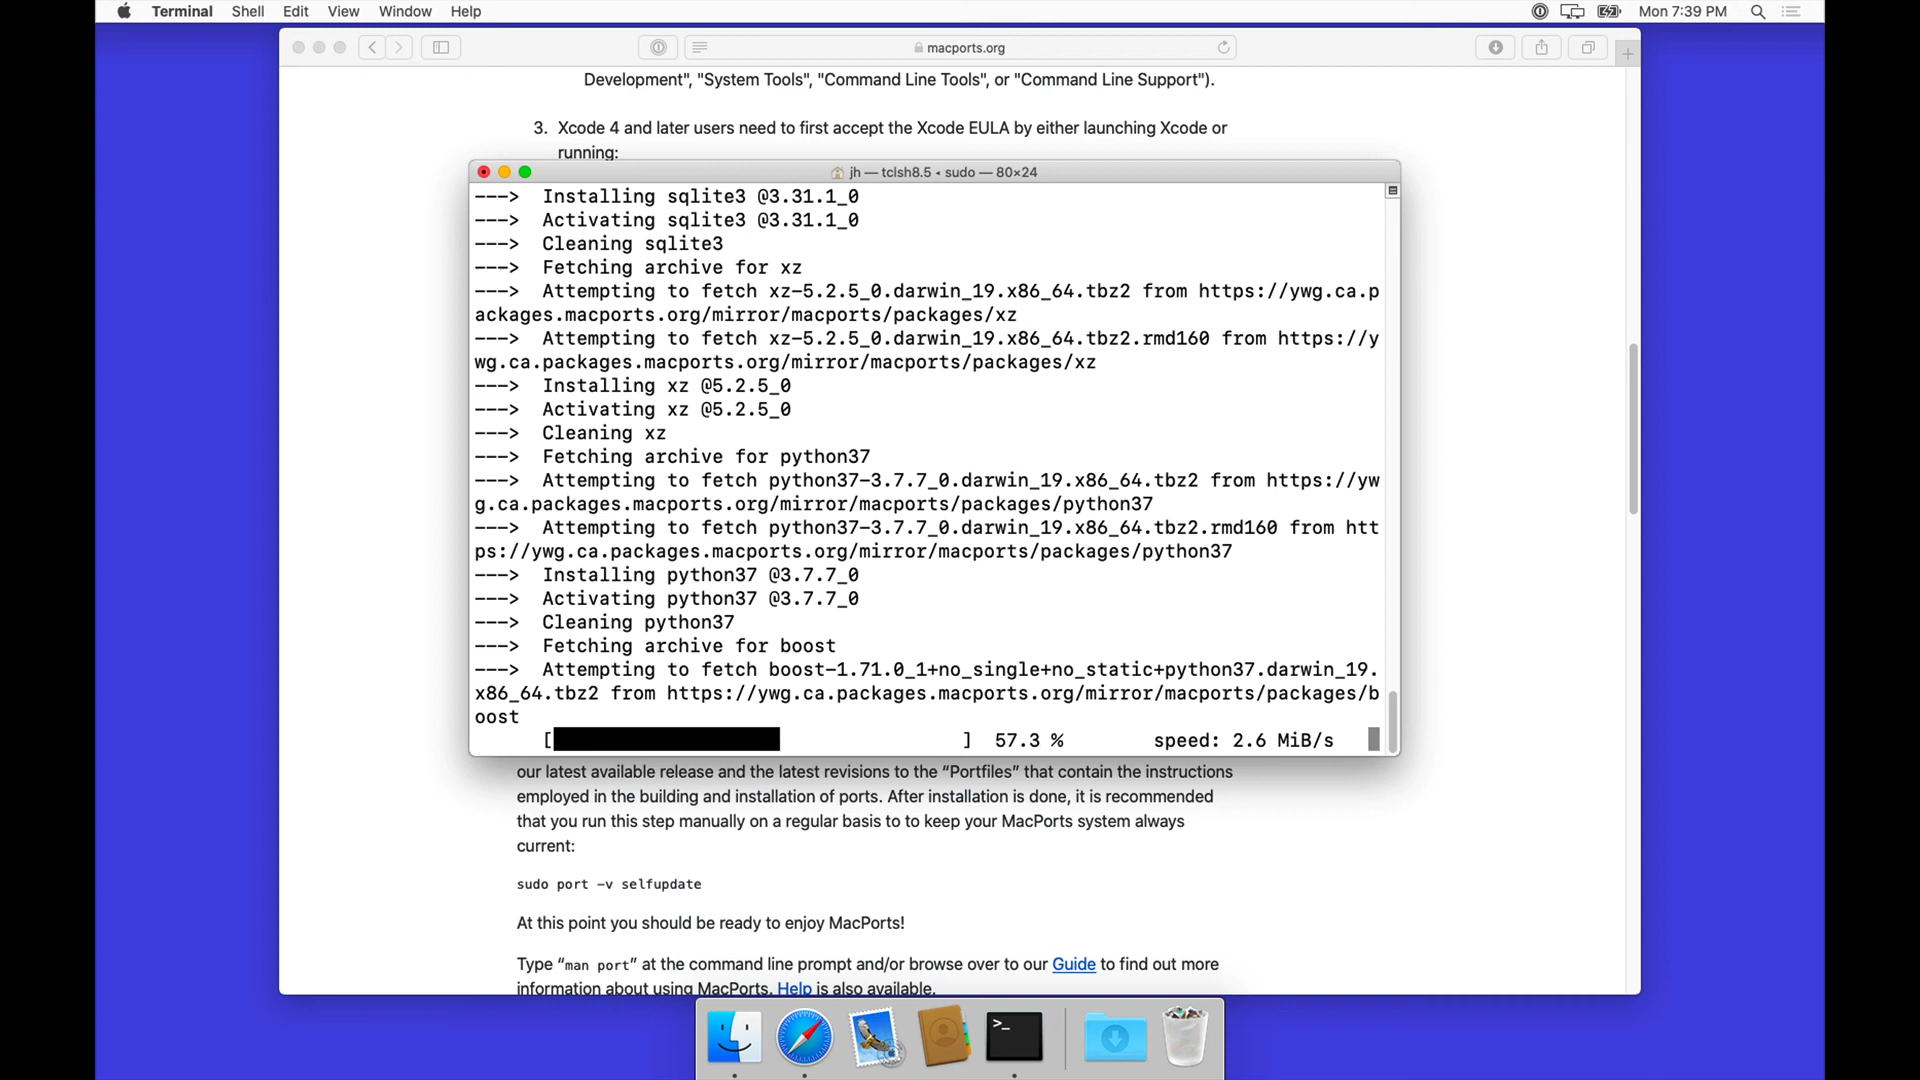 Terminal Shell Edit View Window Help Mon 7:39 PM
macports.org
Development", "System Tools", "Command Line Tools", or "Command Line Support").
3. Xcode 4 and later users need to first accept the Xcode EULA by either launching Xcode or
running:
jh — tclsh8.5 ◂ sudo — 80×24
---> Installing sqlite3 @3.31.1_0
---> Activating sqlite3 @3.31.1_0
---> Cleaning sqlite3
---> Fetching archive for xz
---> Attempting to fetch xz-5.2.5_0.darwin_19.x86_64.tbz2 from https://ywg.ca.p
ackages.macports.org/mirror/macports/packages/xz
---> Attempting to fetch xz-5.2.5_0.darwin_19.x86_64.tbz2.rmd160 from https://y
wg.ca.packages.macports.org/mirror/macports/packages/xz
---> Installing xz @5.2.5_0
---> Activating xz @5.2.5_0
---> Cleaning xz
---> Fetching archive for python37
---> Attempting to fetch python37-3.7.7_0.darwin_19.x86_64.tbz2 from https://yw
g.ca.packages.macports.org/mirror/macports/packages/python37
---> Attempting to fetch python37-3.7.7_0.darwin_19.x86_64.tbz2.rmd160 from htt
ps://ywg.ca.packages.macports.org/mirror/macports/packages/python37
---> Installing python37 @3.7.7_0
---> Activating python37 @3.7.7_0
---> Cleaning python37
---> Fetching archive for boost
---> Attempting to fetch boost-1.71.0_1+no_single+no_static+python37.darwin_19.
x86_64.tbz2 from https://ywg.ca.packages.macports.org/mirror/macports/packages/b
oost
[ ] 57.3 % speed: 2.6 MiB/s
our latest available release and the latest revisions to the “Portfiles” that contain the instructions
employed in the building and installation of ports. After installation is done, it is recommended
that you run this step manually on a regular basis to to keep your MacPorts system always
current:
sudo port -v selfupdate
At this point you should be ready to enjoy MacPorts!
Type “man port” at the command line prompt and/or browse over to our Guide to find out more
information about using MacPorts. Help is also available.
>_